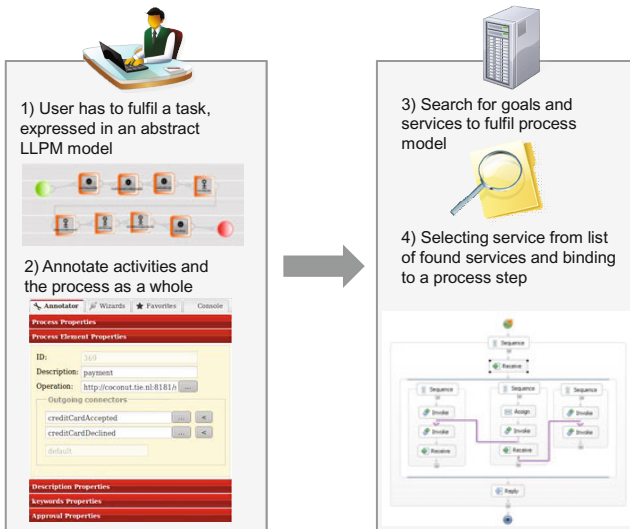 1) User has to fulfil a task,
expressed in an abstract
LLPM model
2) Annotate activities and
the process as a whole
Annotator Wizards Favorites Console
Process Properties
Process Element Properties
ID: 369
Description: payment
Operation: http://coconut.tie.nl:8181/s ...
Outgoing connectors
creditCardAccepted ... <
creditCardDeclined ... <
default
Description Properties
Keywords Properties
Approval Properties
3) Search for goals and
services to fulfil process
model
4) Selecting service from list
of found services and binding
to a process step
Sequence
Receive
Sequence Sequence Sequence
Invoke Assign Invoke
Invoke Invoke Invoke
Receive Receive
Reply